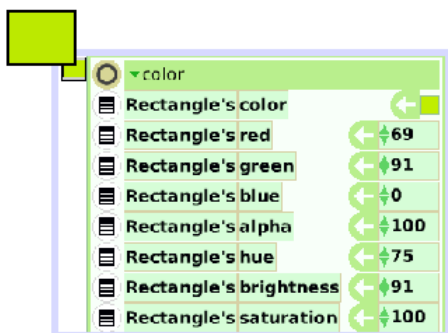 color
Rectangle's color
Rectangle's red 69
Rectangle's green 91
Rectangle's blue 0
Rectangle's alpha 100
Rectangle's hue 75
Rectangle's brightness 91
Rectangle's saturation 100